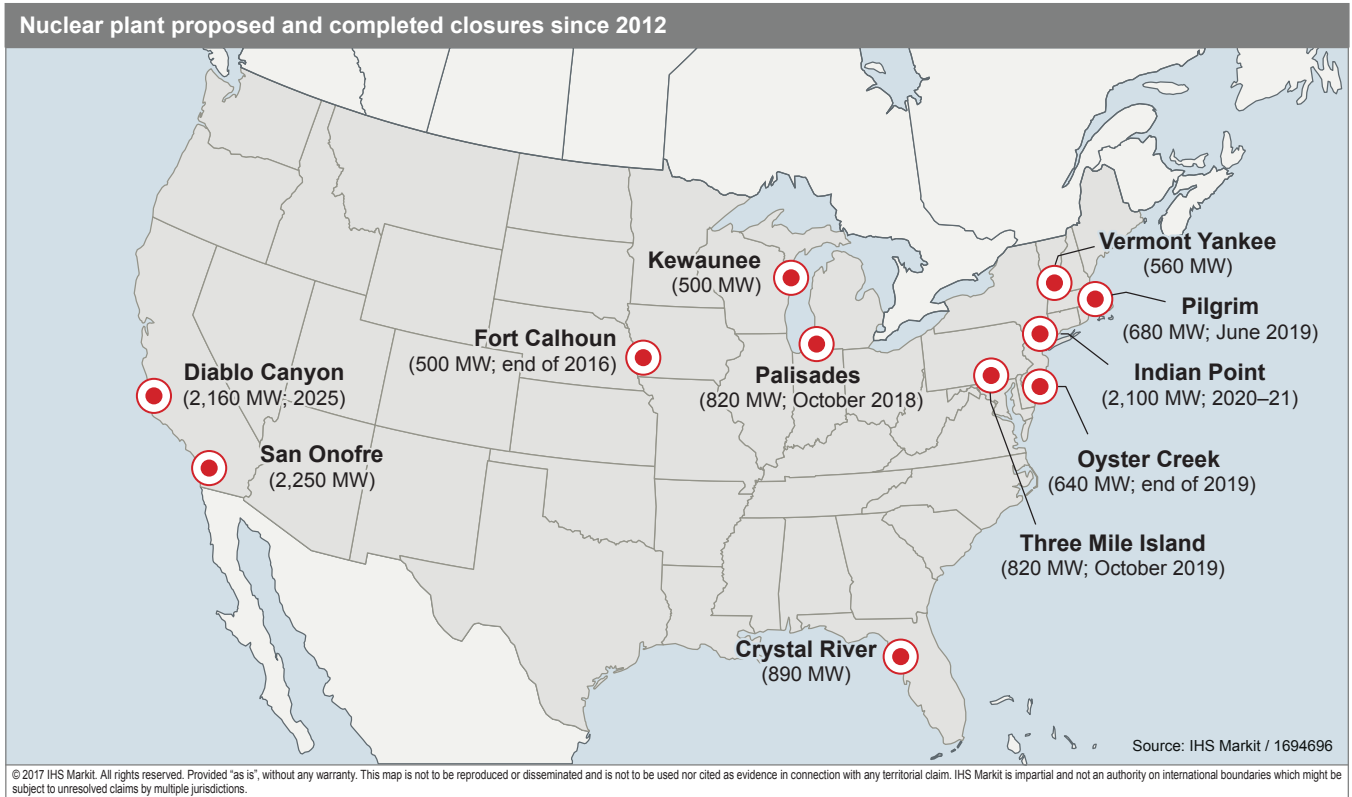 Nuclear plant proposed and completed closures since 2012
Vermont Yankee
(560 MW)
Kewaunee
(500 MW)
Pilgrim
(680 MW; June 2019)
Fort Calhoun
(500 MW; end of 2016)
Diablo Canyon
(2,160 MW; 2025)
Palisades
(820 MW; October 2018)
Indian Point
(2,100 MW; 2020–21)
San Onofre
(2,250 MW)
Oyster Creek
(640 MW; end of 2019)
Three Mile Island
(820 MW; October 2019)
Crystal River
(890 MW)
Source: IHS Markit / 1694696
© 2017 IHS Markit. All rights reserved. Provided “as is”, without any warranty. This map is not to be reproduced or disseminated and is not to be used nor cited as evidence in connection with any territorial claim. IHS Markit is impartial and not an authority on international boundaries which might be
subject to unresolved claims by multiple jurisdictions.